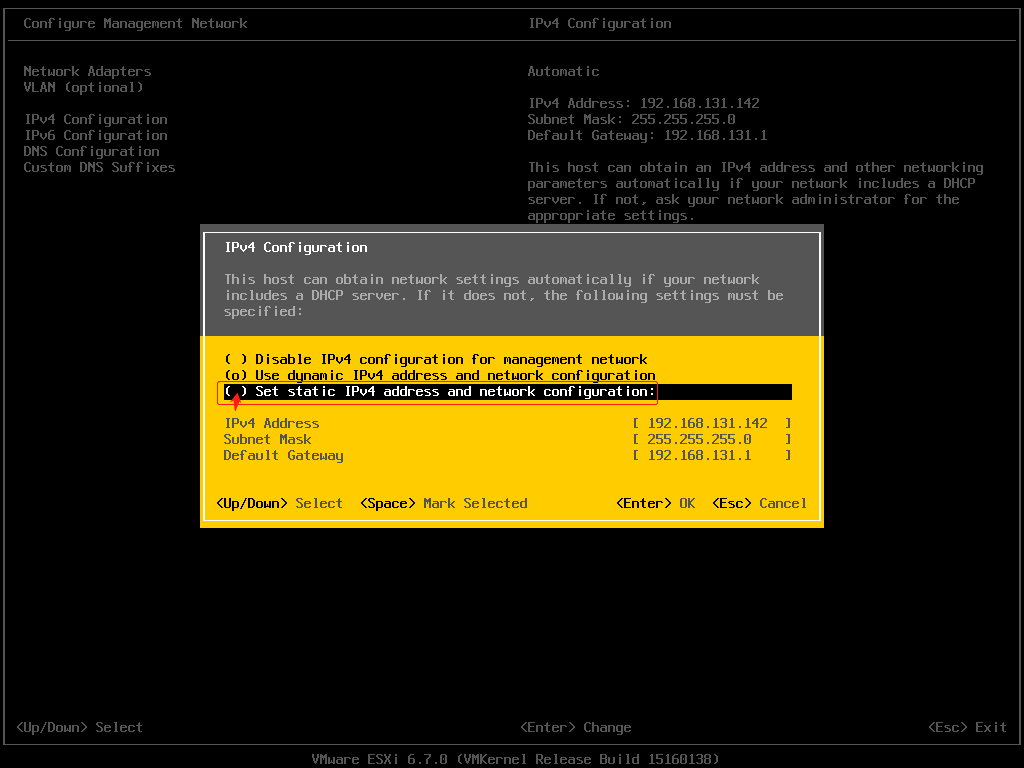 Configure Management Network
IPv4 Configuration
Network Adapters
VLAN (optional)
IPv4 Configuration
IPv6 Configuration
DNS Configuration
Custom DNS Suffixes
Automatic
IPv4 Address: 192.168.131.142
Subnet Mask: 255.255.255.0
Default Gateway: 192.168.131.1
This host can obtain an IPv4 address and other networking
parameters automatically if your network includes a DHCP
server. If not, ask your network administrator for the
appropriate settings.
IPv4 Configuration
This host can obtain network settings automatically if your network
includes a DHCP server. If it does not, the following settings must be
specified:
( ) Disable IPv4 configuration for management network
(o) Use dynamic IPv4 address and network configuration
( ) Set static IPv4 address and network configuration:
IPv4 Address [ 192.168.131.142 ]
Subnet Mask [ 255.255.255.0 ]
Default Gateway [ 192.168.131.1 ]
<Up/Down> Select <Space> Mark Selected <Enter> OK <Esc> Cancel
<Up/Down> Select <Enter> Change <Esc> Exit
VMware ESXi 6.7.0 (VMKernel Release Build 15160138)